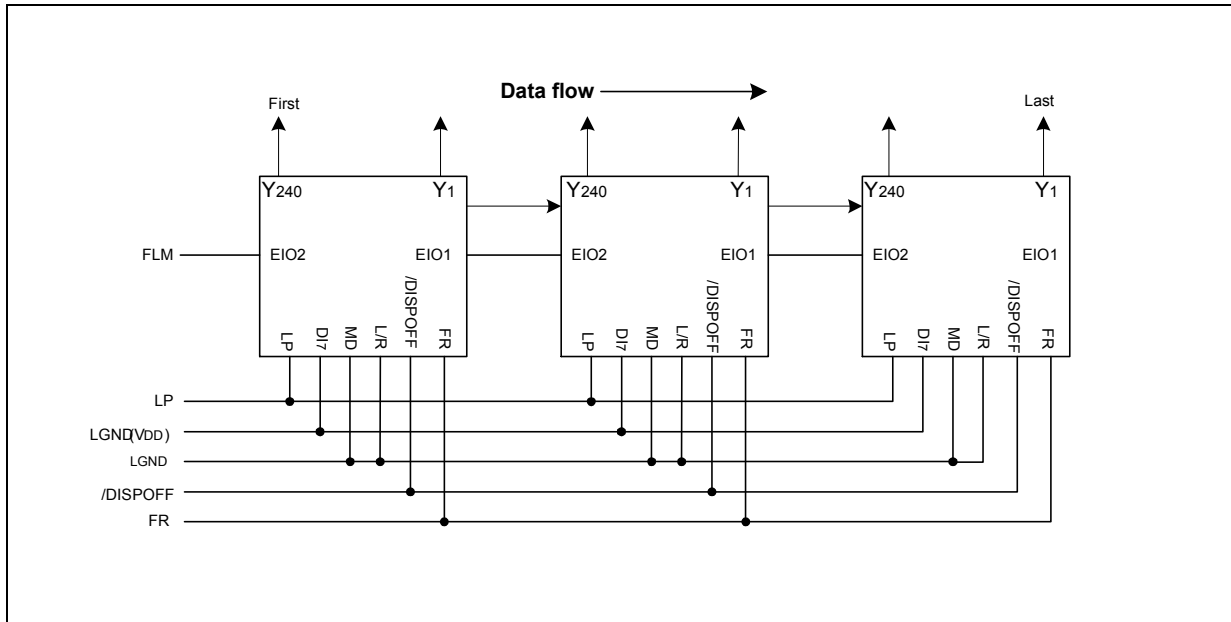 Data flow
First
Last
Y240 Y1
Y240 Y1
Y240 Y1
FLM
EIO2 EIO1
EIO2 EIO1
EIO2 EIO1
LP DI7 MD L/R /DISPOFF FR
LP DI7 MD L/R /DISPOFF FR
LP DI7 MD L/R /DISPOFF FR
LP
LGND(VDD)
LGND
/DISPOFF
FR